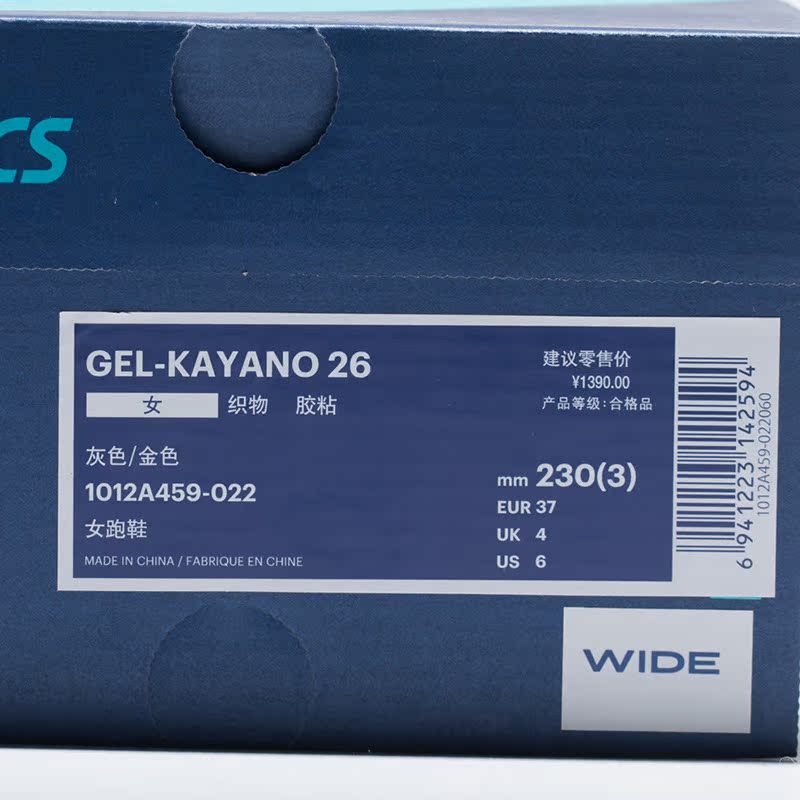 CS
GEL-KAYANO 26
女 织物 胶粘
建议零售价
¥1390.00
产品等级:合格品
灰色/金色
1012A459-022
女跑鞋
MADE IN CHINA / FABRIQUE EN CHINE
mm 230(3)
EUR 37
UK 4
US 6
6 941223 142594
1012A459-022060
WIDE